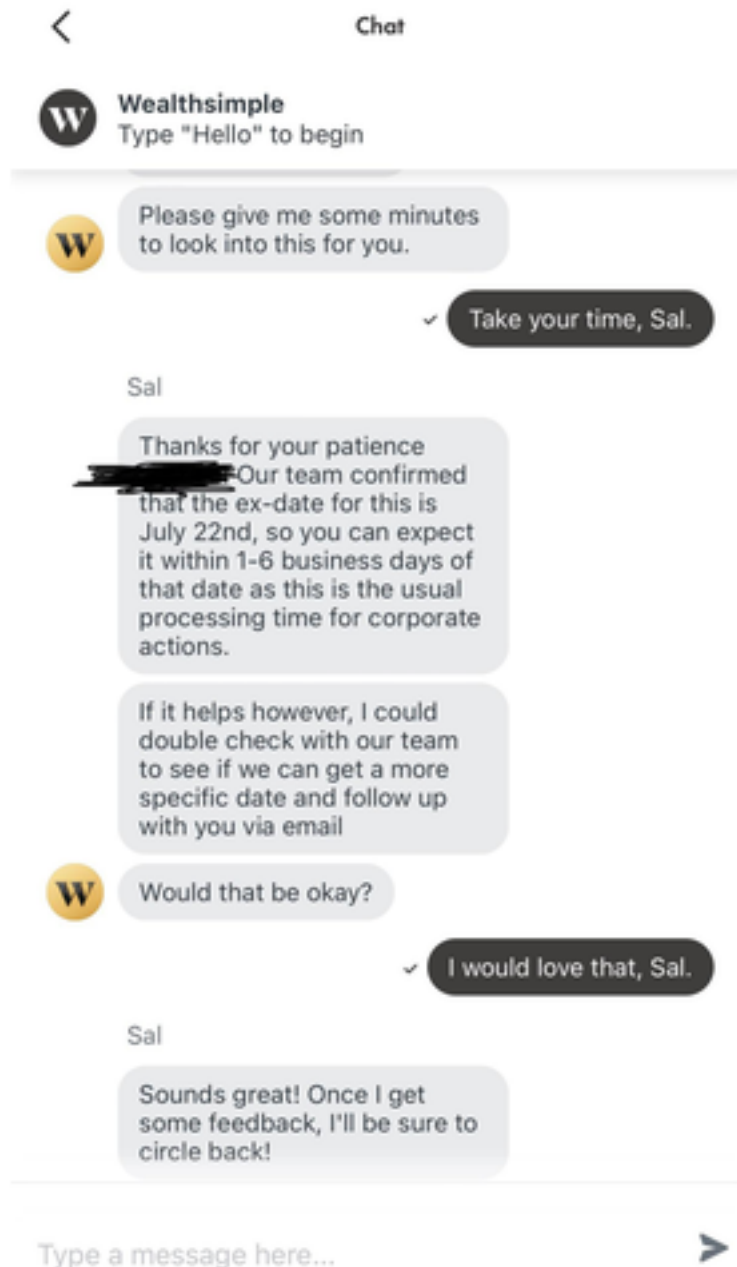 Chat
W
Wealthsimple
Type "Hello" to begin
Please give me some minutes
to look into this for you.
W
Take your time, Sal.
Sal
Thanks for your patience
Our team confirmed
that the ex-date for this is
July 22nd, so you can expect
it within 1-6 business days of
that date as this is the usual
processing time for corporate
actions.
If it helps however, I could
double check with our team
to see if we can get a more
specific date and follow up
with you via email
W
Would that be okay?
I would love that, Sal.
Sal
Sounds great! Once I get
some feedback, I'll be sure to
circle back!
Type a message here...